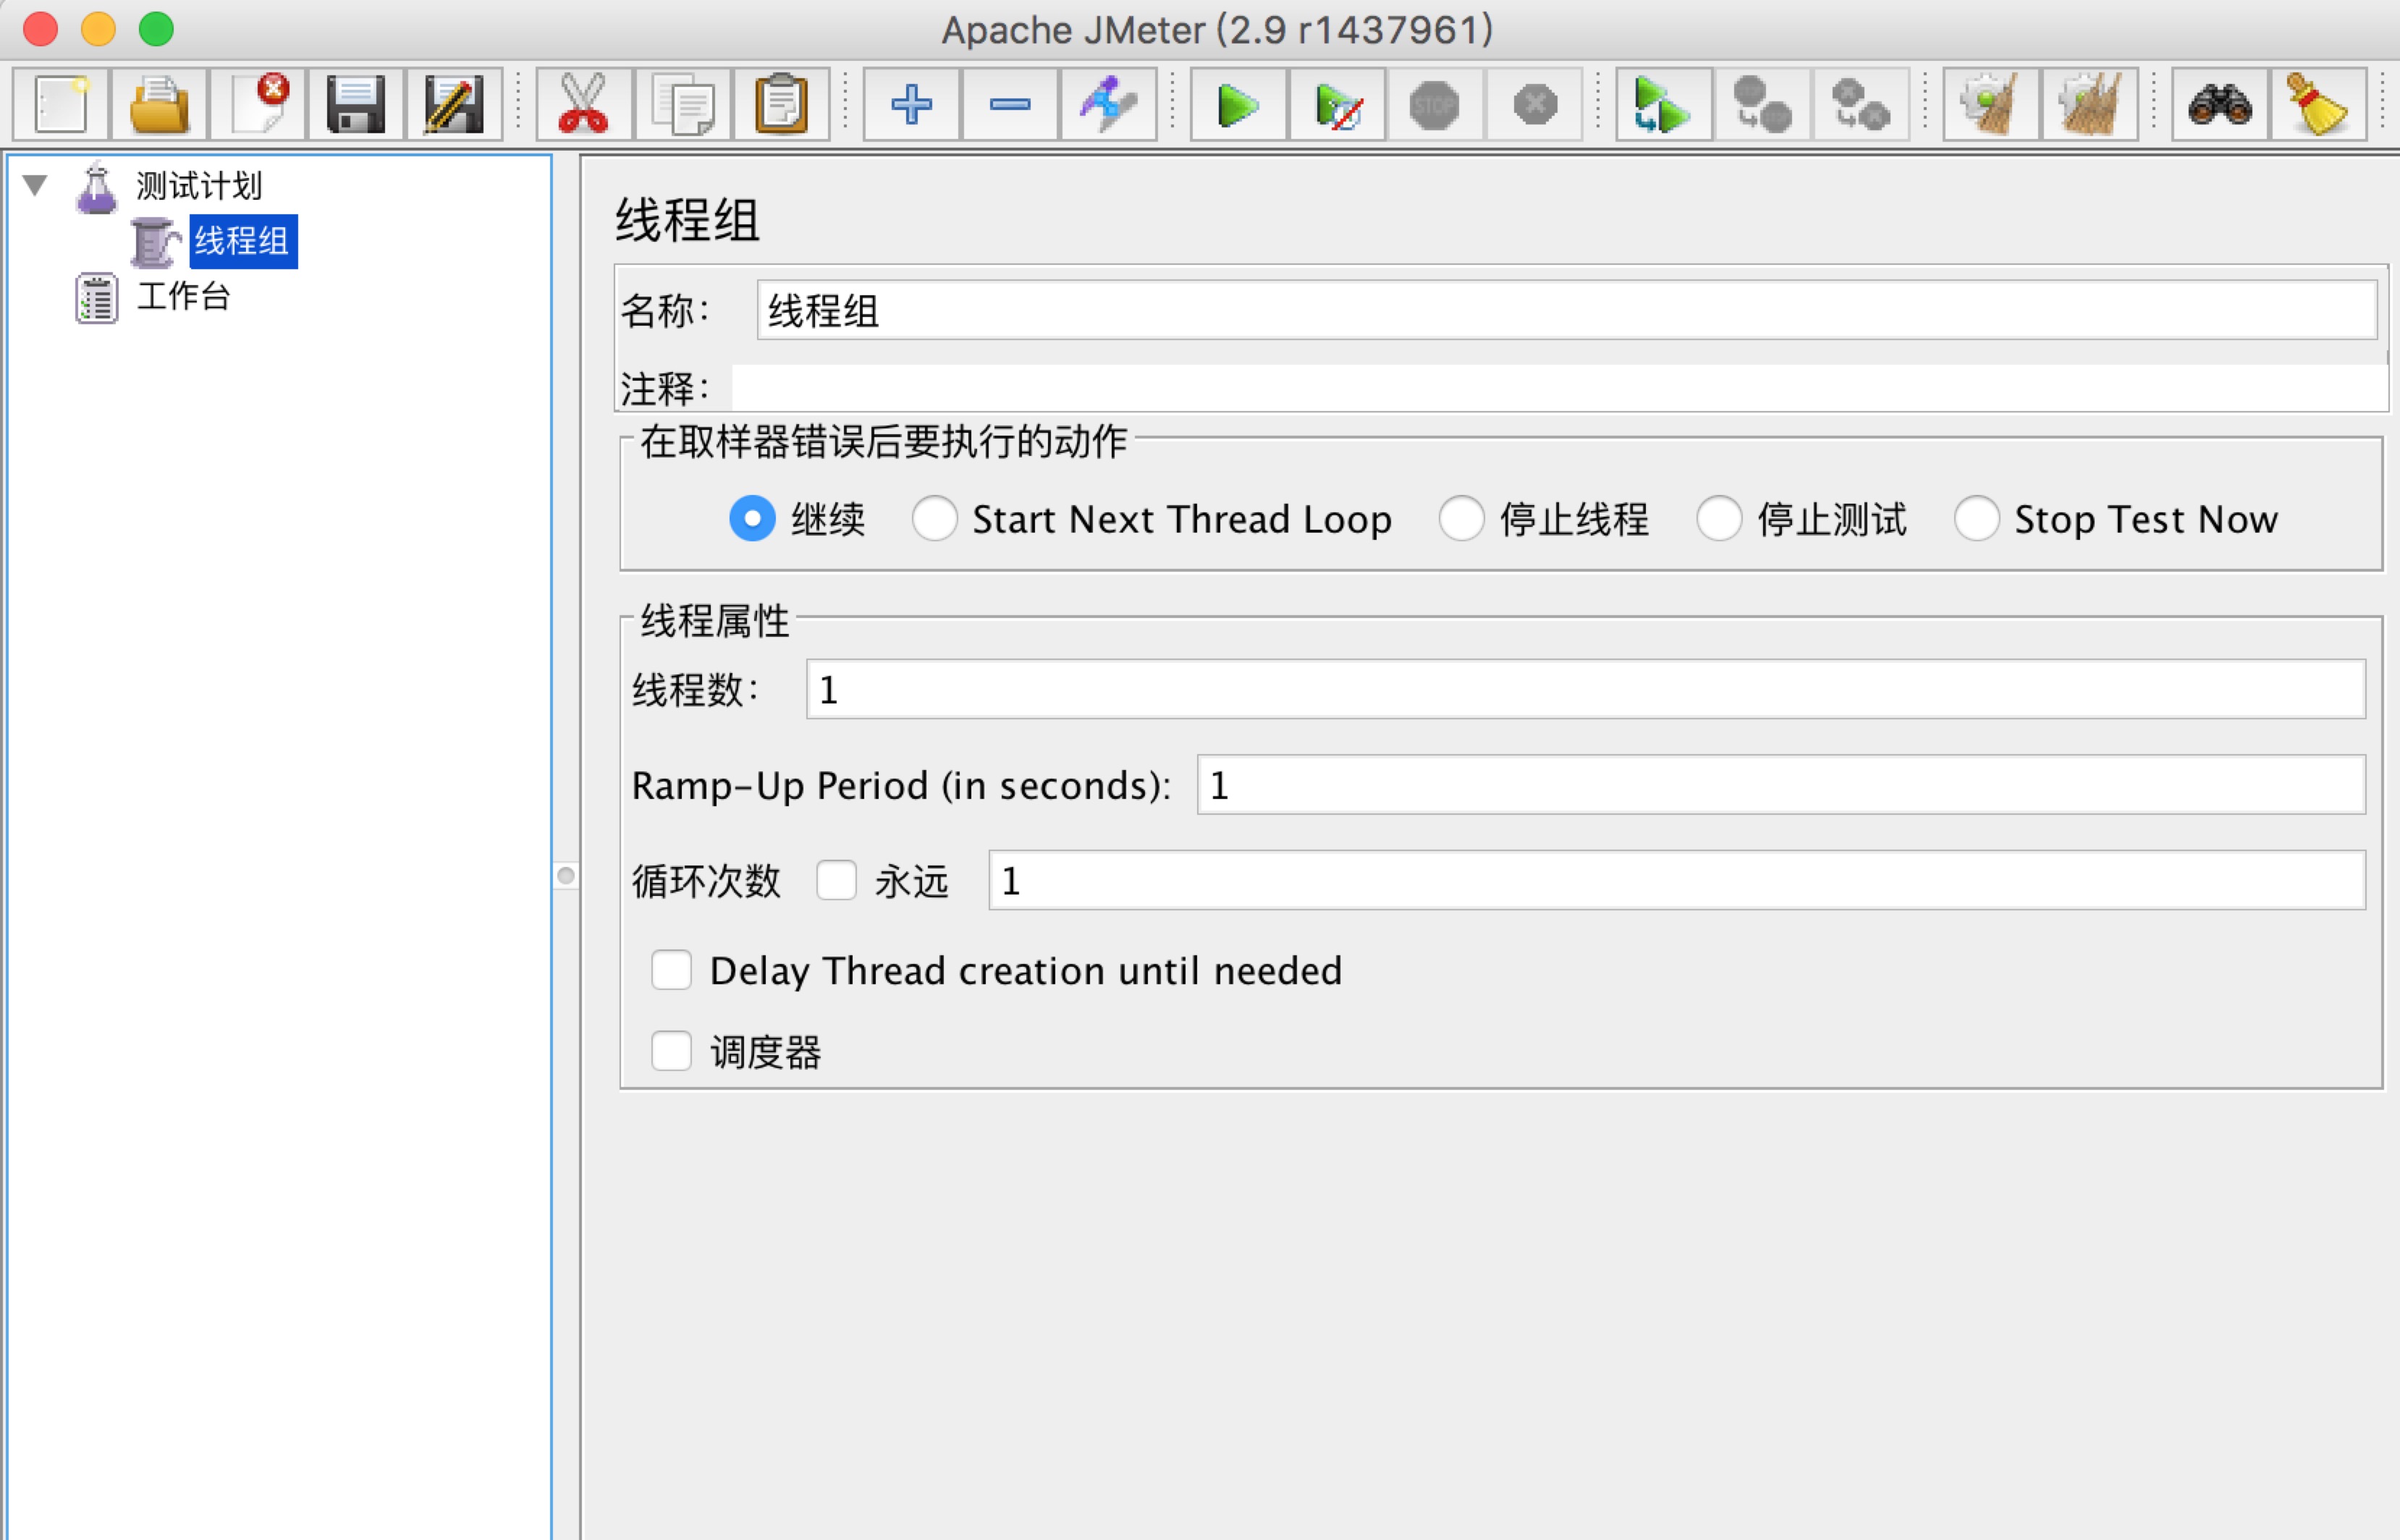 Apache JMeter (2.9 r1437961)
测试计划
线程组
工作台
线程组
名称： 线程组
注释：
在取样器错误后要执行的动作
继续 Start Next Thread Loop 停止线程 停止测试 Stop Test Now
线程属性
线程数： 1
Ramp-Up Period (in seconds): 1
循环次数 永远 1
Delay Thread creation until needed
调度器